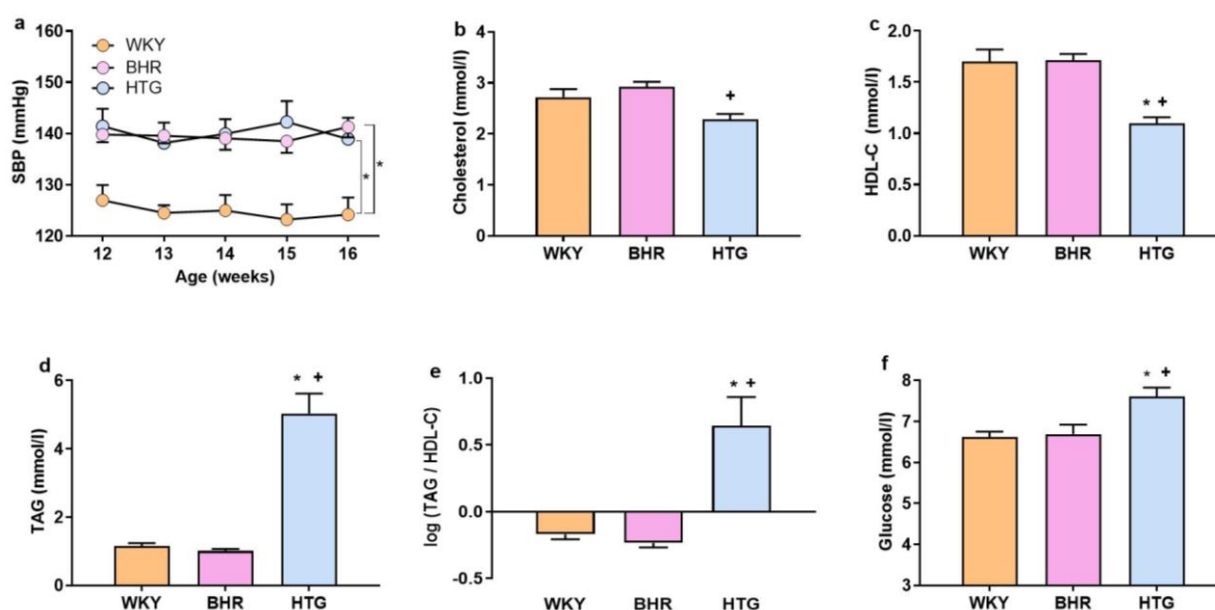 a
SBP (mmHg)
160
150
140
130
120
WKY
BHR
HTG
*
*
12 13 14 15 16
Age (weeks)
b
Cholesterol (mmol/l)
4
3
2
1
0
+
WKY BHR HTG
c
HDL-C (mmol/l)
2.0
1.5
1.0
0.5
0.0
* +
WKY BHR HTG
d
TAG (mmol/l)
6
4
2
0
* +
WKY BHR HTG
e
log (TAG / HDL-C)
1.0
0.5
0.0
-0.5
* +
WKY BHR HTG
f
Glucose (mmol/l)
8
7
6
5
4
3
* +
WKY BHR HTG